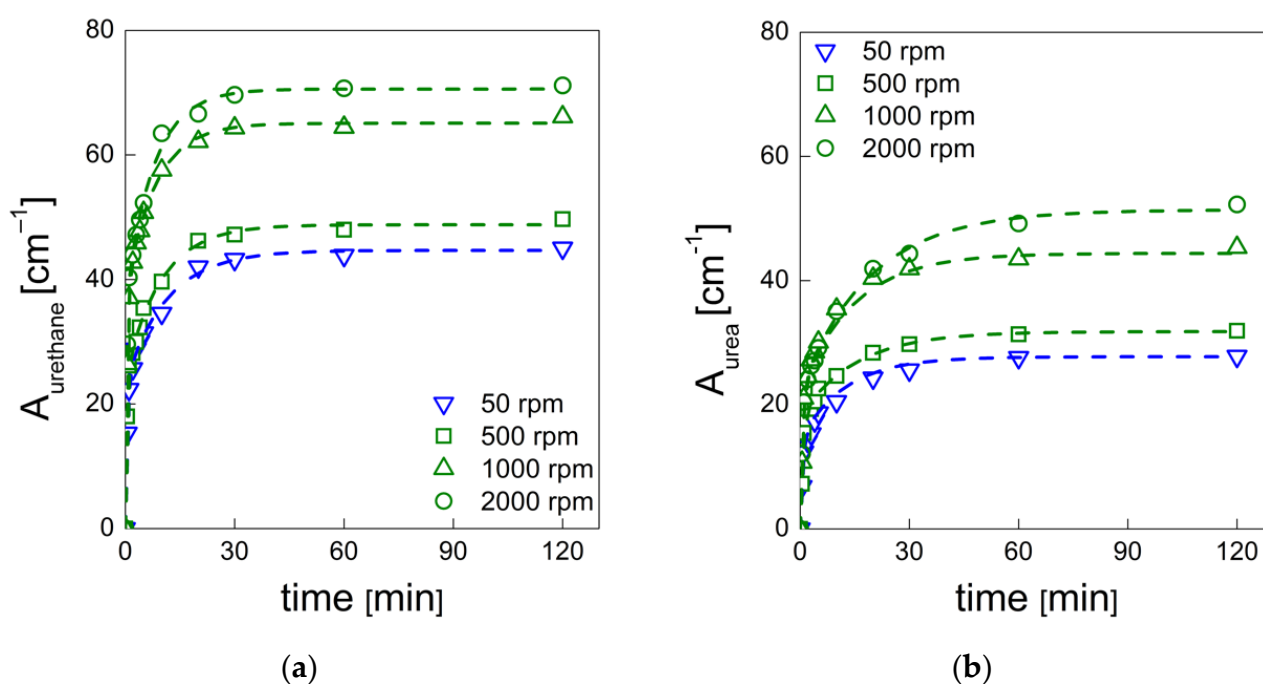 A urethane [cm⁻¹]
80
60
40
20
0
50 rpm
500 rpm
1000 rpm
2000 rpm
0 30 60 90 120
time [min]
(a)
A urea [cm⁻¹]
80
60
40
20
0
50 rpm
500 rpm
1000 rpm
2000 rpm
0 30 60 90 120
time [min]
(b)